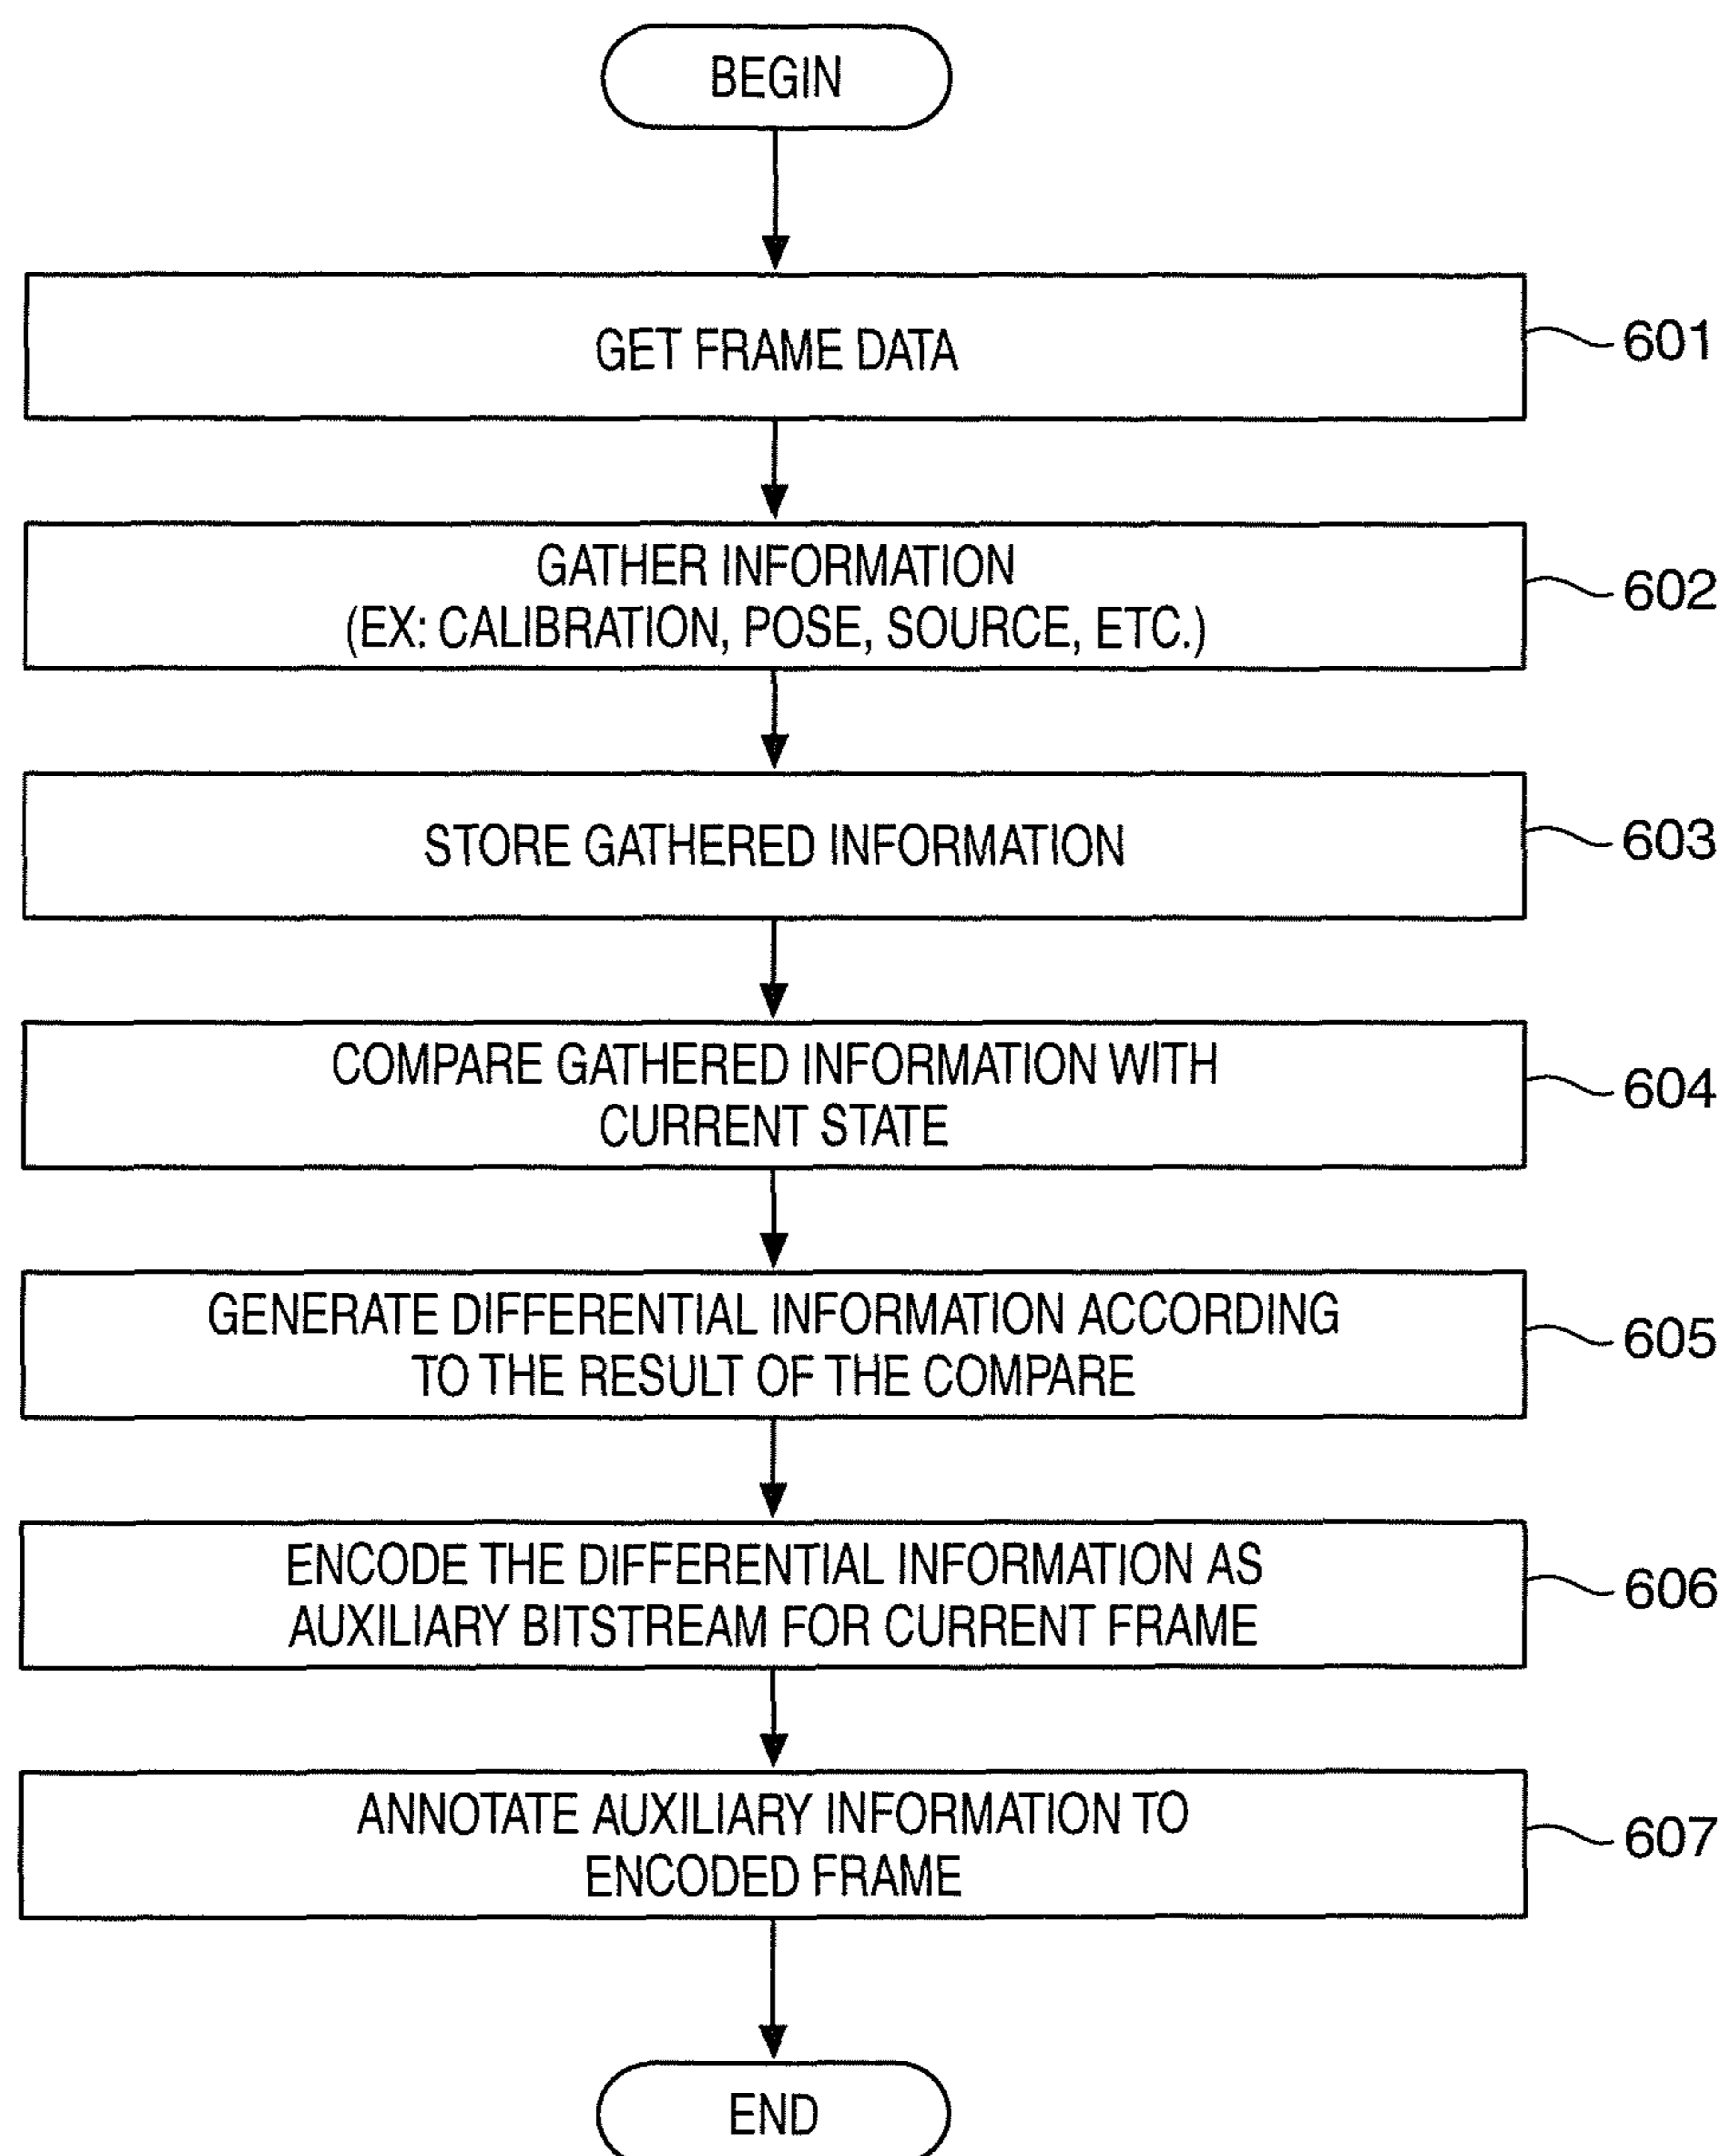 BEGIN
GET FRAME DATA
601
GATHER INFORMATION
(EX: CALIBRATION, POSE, SOURCE, ETC.)
602
STORE GATHERED INFORMATION
603
COMPARE GATHERED INFORMATION WITH
CURRENT STATE
604
GENERATE DIFFERENTIAL INFORMATION ACCORDING
TO THE RESULT OF THE COMPARE
605
ENCODE THE DIFFERENTIAL INFORMATION AS
AUXILIARY BITSTREAM FOR CURRENT FRAME
606
ANNOTATE AUXILIARY INFORMATION TO
ENCODED FRAME
607
END